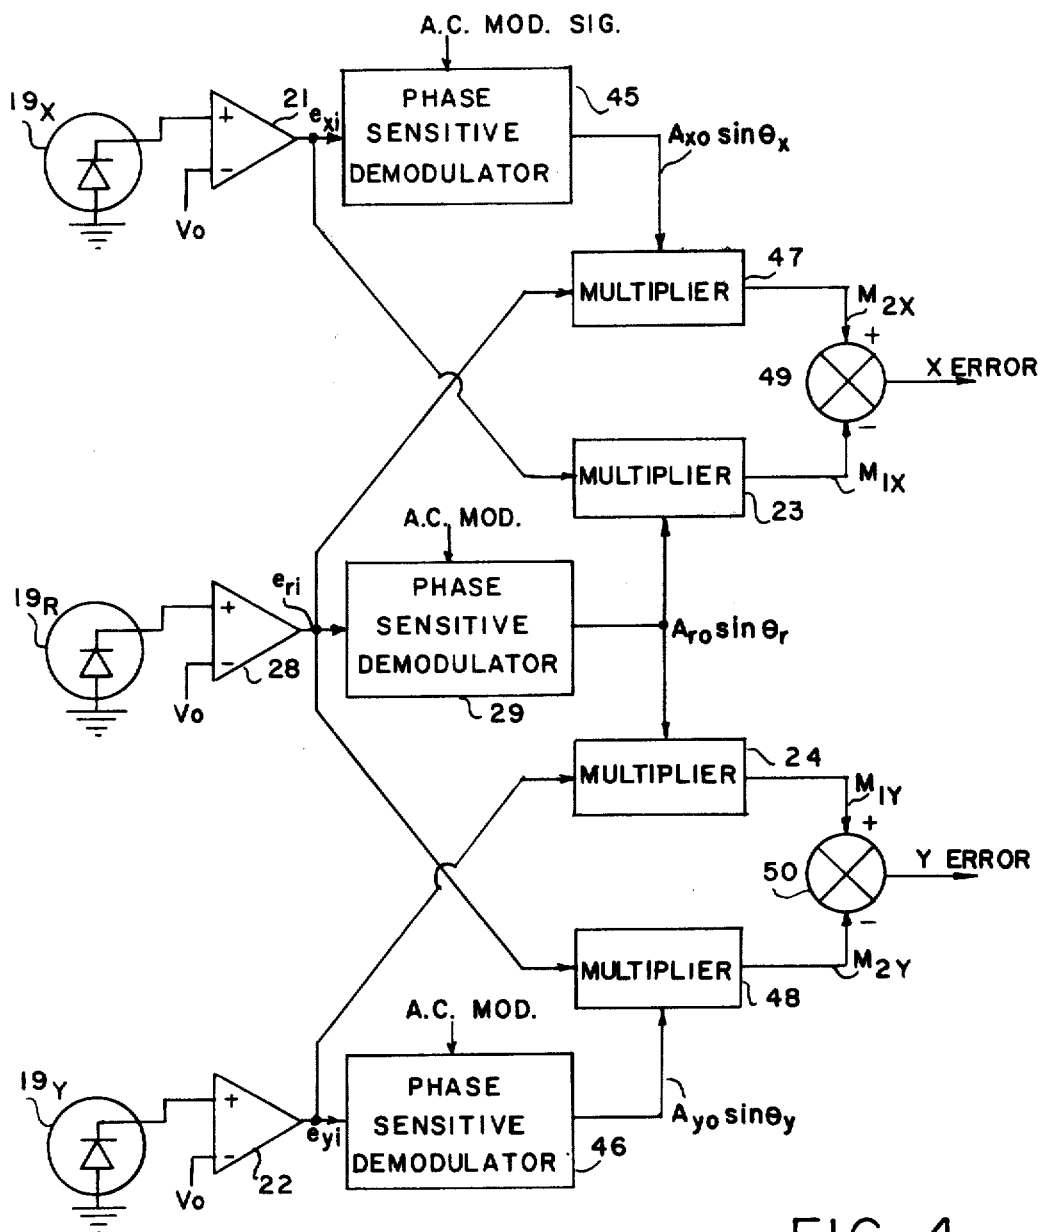 A.C. MOD. SIG.
19X
21
exi
+
-
Vo
PHASE
SENSITIVE
DEMODULATOR
45
Axo sinθx
MULTIPLIER
47
M2X
+
49
X ERROR
-
MULTIPLIER
M1X
23
A.C. MOD.
19R
eri
+
-
Vo
28
PHASE
SENSITIVE
DEMODULATOR
29
Aro sinθr
MULTIPLIER
24
M1Y
+
50
Y ERROR
-
MULTIPLIER
M2Y
48
A.C. MOD.
19Y
+
-
Vo
22
eyi
PHASE
SENSITIVE
DEMODULATOR
46
Ayo sinθy
FIG. 4